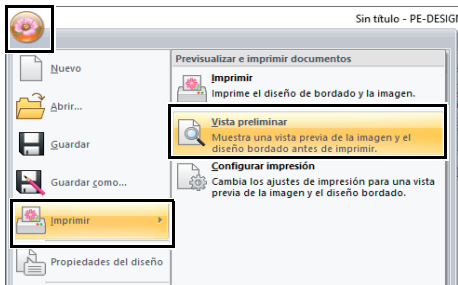 Sin título - PE-DESIG
Nuevo
Abrir...
Guardar
Guardar como...
Imprimir
Propiedades del diseño
Previsualizar e imprimir documentos
Imprimir
Imprime el diseño de bordado y la imagen.
Vista preliminar
Muestra una vista previa de la imagen y el
diseño bordado antes de imprimir.
Configurar impresión
Cambia los ajustes de impresión para una vista
previa de la imagen y el diseño bordado.